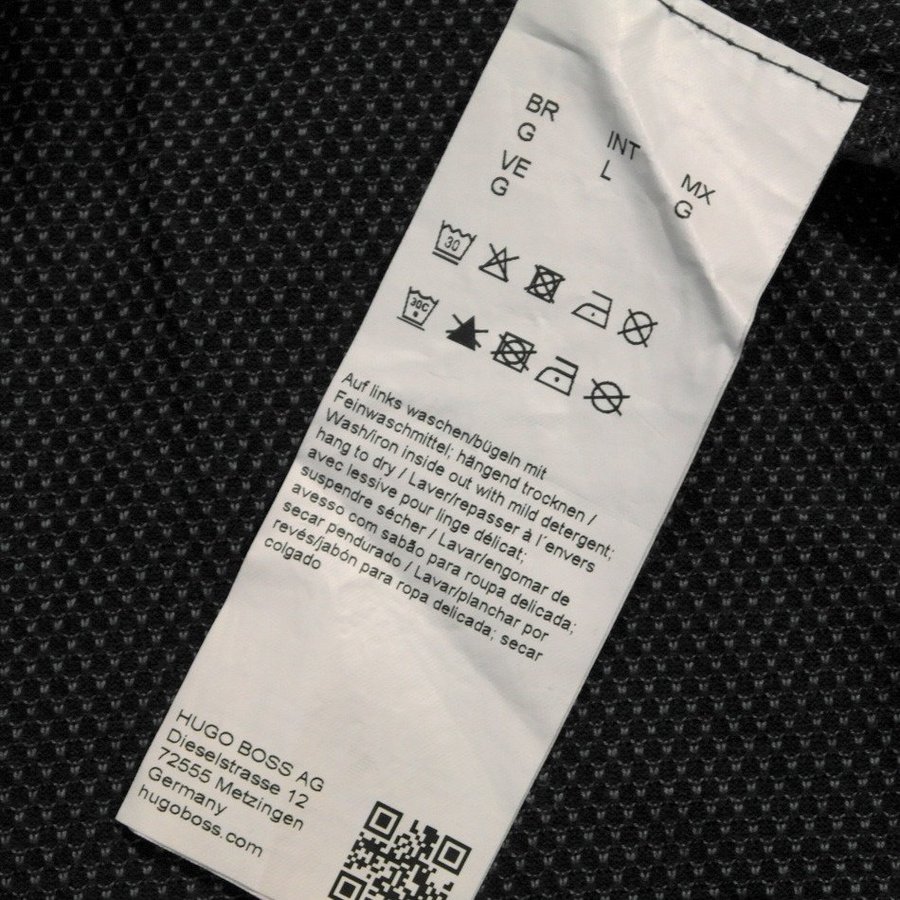 BR INT MX
G L G
VE
G
30
30C
Auf links waschen/bügeln mit
Feinwaschmittel; hängend trocknen /
Wash/iron inside out with mild detergent;
hang to dry / Laver/repasser à l'envers
avec lessive pour linge délicat;
suspendre sécher / Lavar/engomar de
avesso com sabão para roupa delicada;
secar pendurado / Lavar/planchar por
revés/jabón para ropa delicada; secar
colgado
HUGO BOSS AG
Dieselstrasse 12
72555 Metzingen
Germany
hugoboss.com